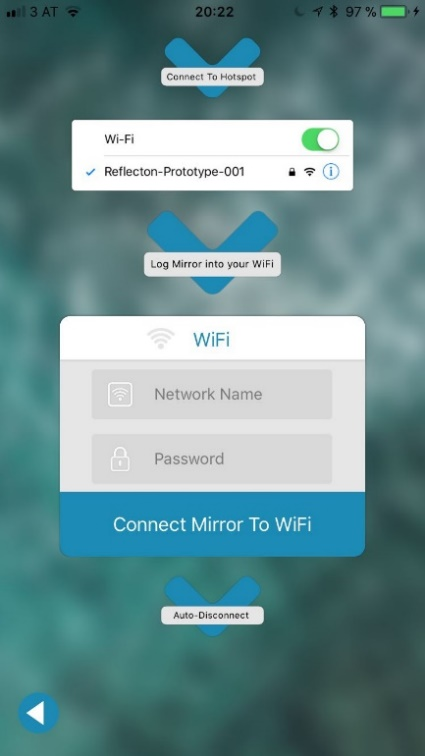 3 AT 20:22 97 %
Connect To Hotspot
Wi-Fi
Reflecton-Prototype-001
Log Mirror into your WiFi
WiFi
Network Name
Password
Connect Mirror To WiFi
Auto-Disconnect